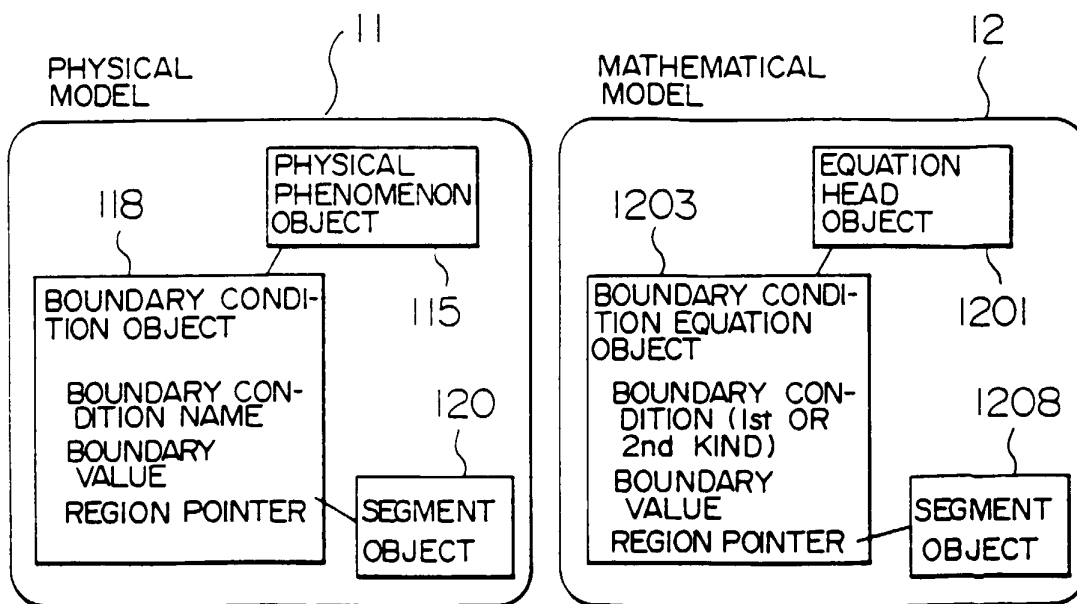 11
PHYSICAL
MODEL
PHYSICAL
PHENOMENON
OBJECT
118
115
BOUNDARY CONDI-
TION OBJECT
BOUNDARY CON-
DITION NAME
BOUNDARY
VALUE
REGION POINTER
120
SEGMENT
OBJECT
12
MATHEMATICAL
MODEL
EQUATION
HEAD
OBJECT
1203
1201
BOUNDARY CONDI-
TION EQUATION
OBJECT
BOUNDARY CON-
DITION (1st OR
2nd KIND)
BOUNDARY
VALUE
REGION POINTER
1208
SEGMENT
OBJECT